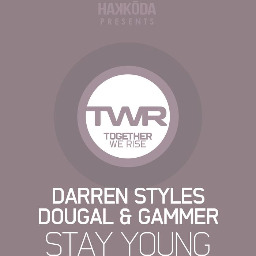 HAKKŌDA
PRESENTS
TWR
TOGETHER
WE RISE
DARREN STYLES
DOUGAL & GAMMER
STAY YOUNG